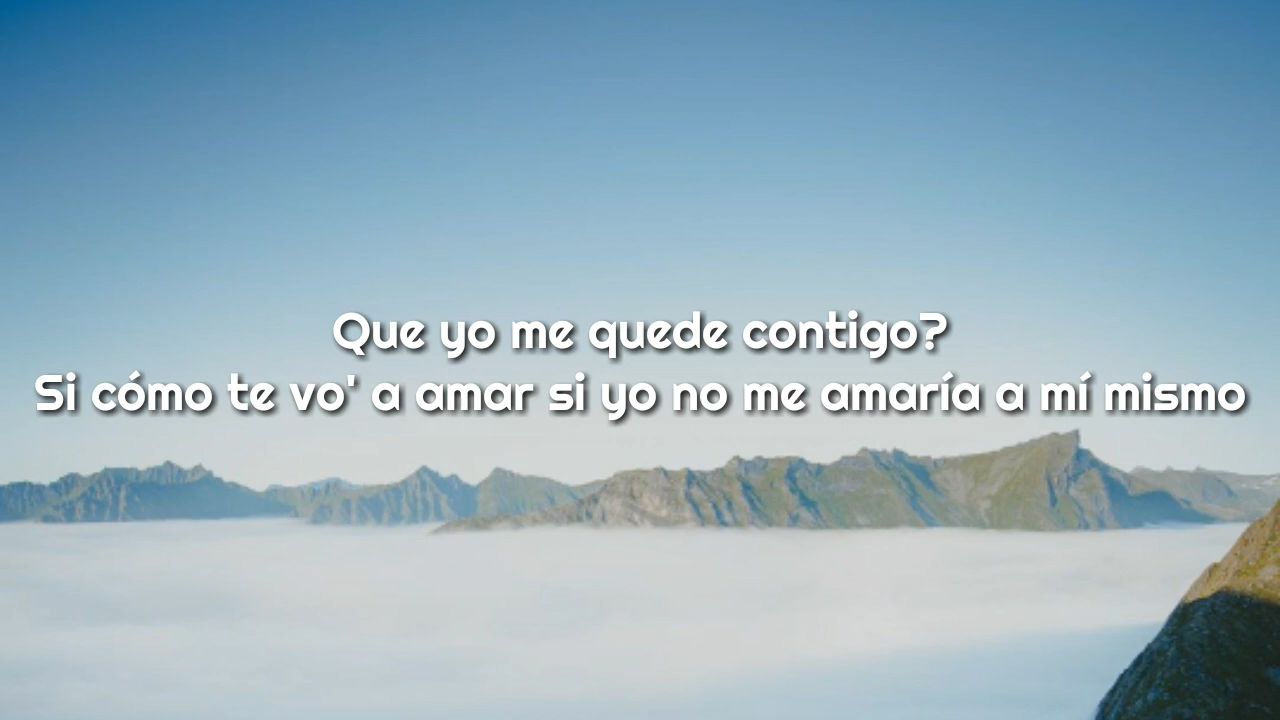 Que yo me quede contigo?
Si cómo te vo' a amar si yo no me amaría a mí mismo